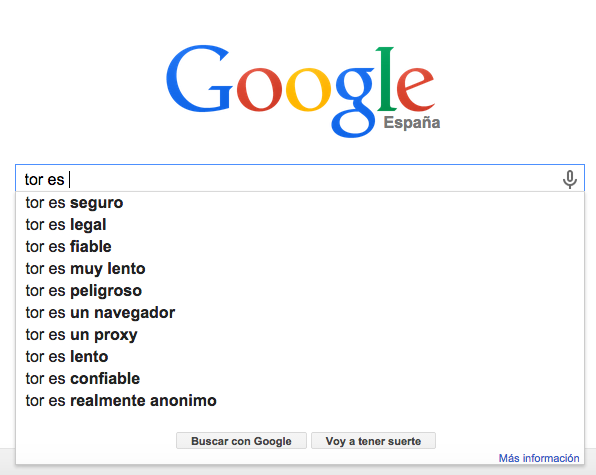 Google
España
tor es
tor es seguro
tor es legal
tor es fiable
tor es muy lento
tor es peligroso
tor es un navegador
tor es un proxy
tor es lento
tor es confiable
tor es realmente anonimo
Buscar con Google Voy a tener suerte
Más información